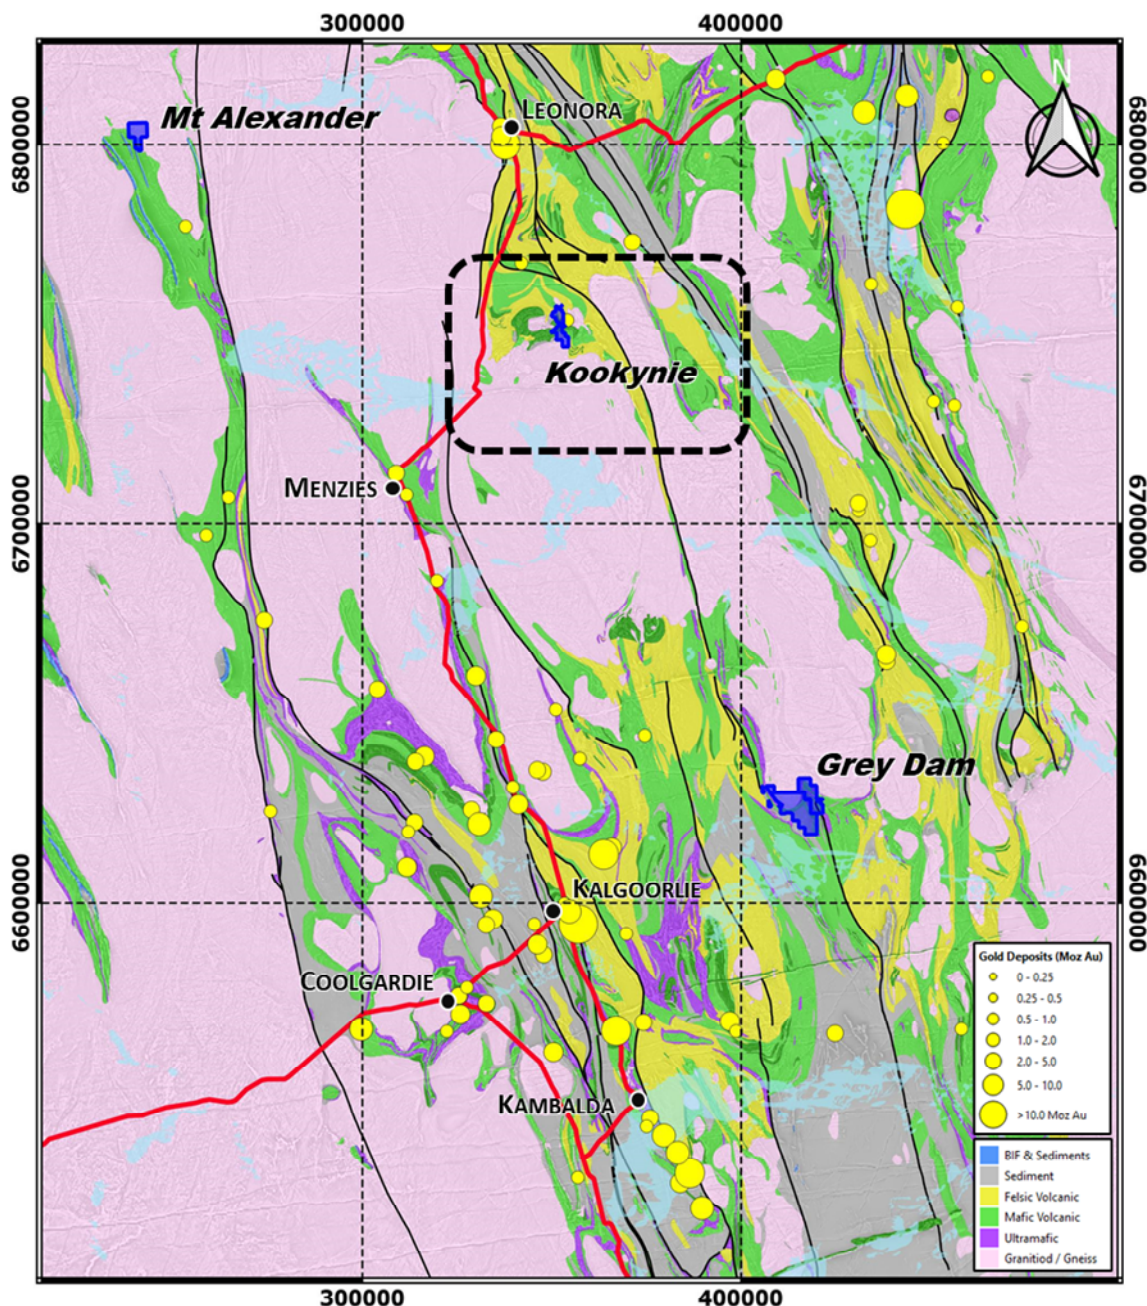 300000 400000
N
Mt Alexander
LEONORA
6800000 6800000
Kookynie
MENZIES
6700000 6700000
Grey Dam
KALGOORLIE
6600000 6600000
COOLGARDIE
KAMBALDA
Gold Deposits (Moz Au)
0 - 0.25
0.25 - 0.5
0.5 - 1.0
1.0 - 2.0
2.0 - 5.0
5.0 - 10.0
>10.0 Moz Au
BIF & Sediments
Sediment
Felsic Volcanic
Mafic Volcanic
Ultramafic
Granitiod / Gneiss
300000 400000